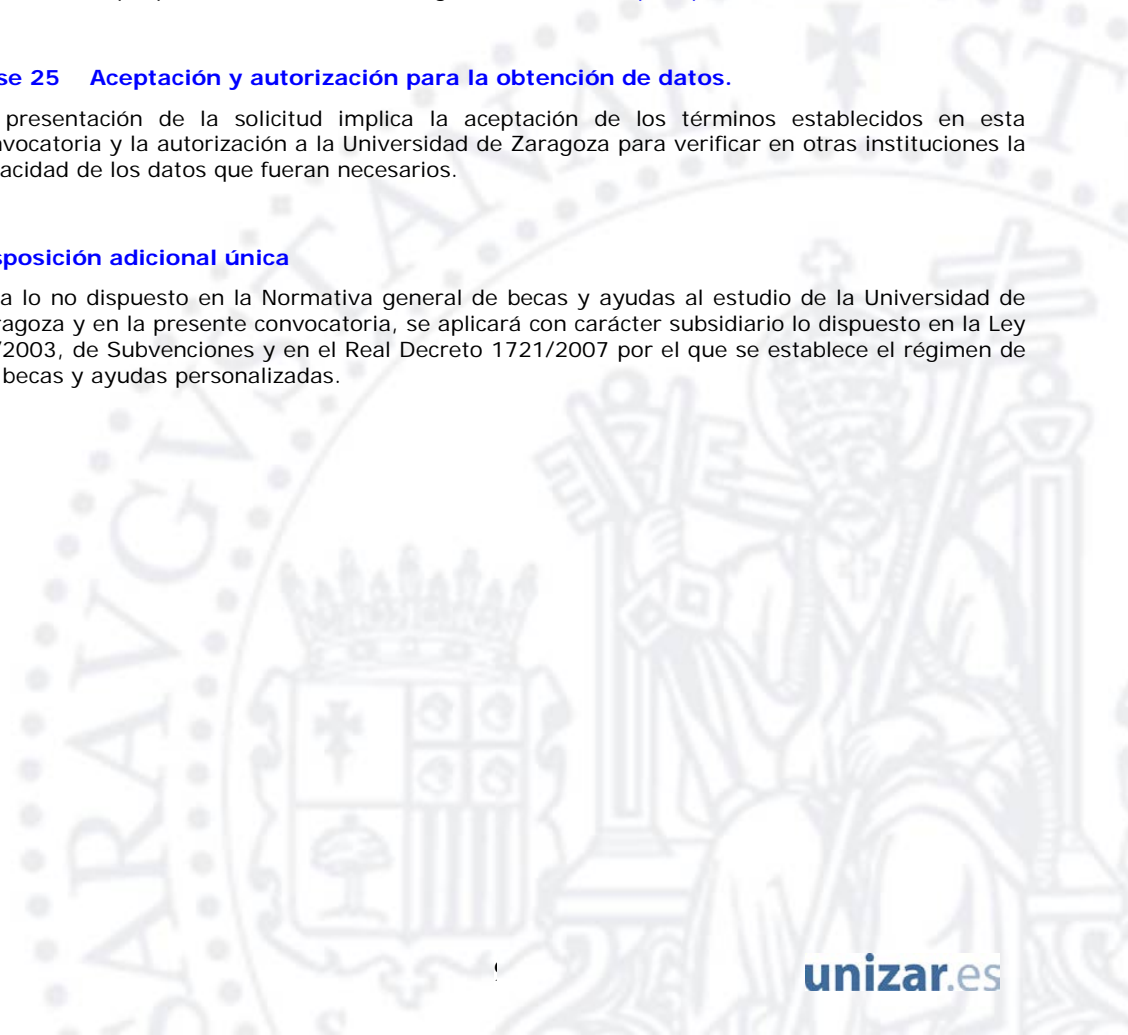 se 25 Aceptación y autorización para la obtención de datos.
presentación de la solicitud implica la aceptación de los términos establecidos en esta
vocatoria y la autorización a la Universidad de Zaragoza para verificar en otras instituciones la
acidad de los datos que fueran necesarios.
sposición adicional única
a lo no dispuesto en la Normativa general de becas y ayudas al estudio de la Universidad de
ragoza y en la presente convocatoria, se aplicará con carácter subsidiario lo dispuesto en la Ley
/2003, de Subvenciones y en el Real Decreto 1721/2007 por el que se establece el régimen de
becas y ayudas personalizadas.
unizar.es